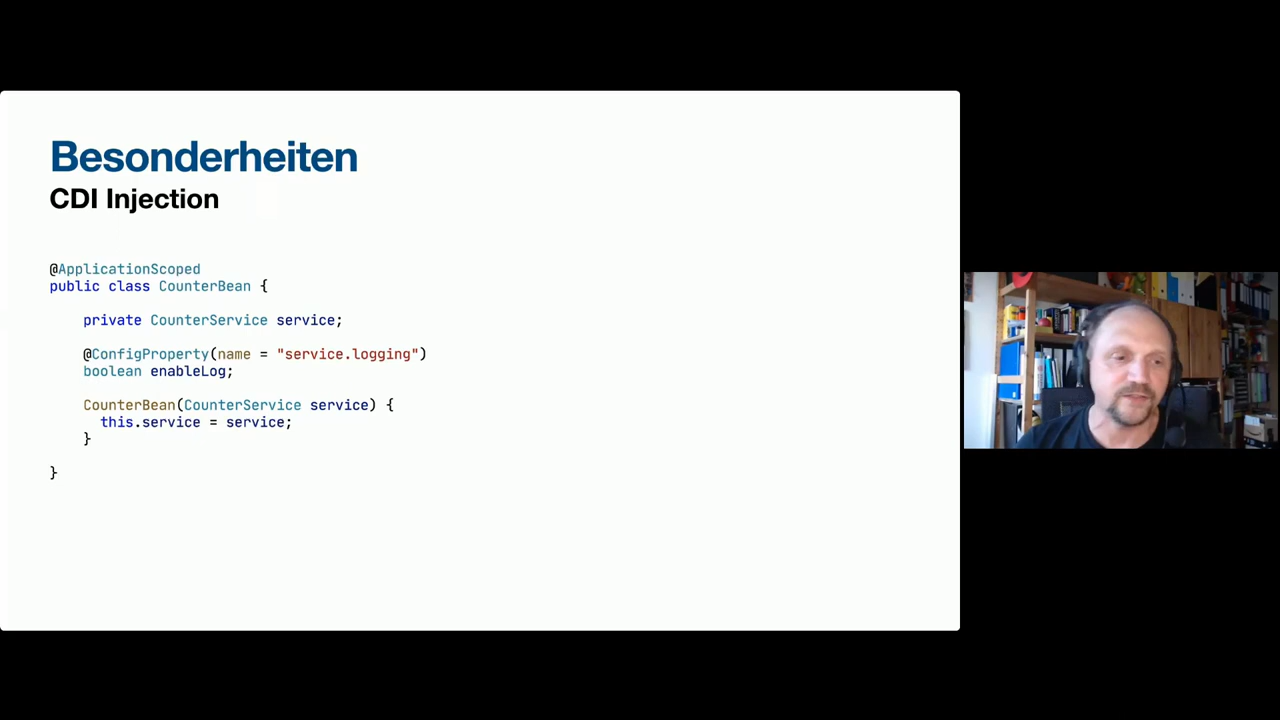 Besonderheiten
CDI Injection
@ApplicationScoped
public class CounterBean {
private CounterService service;
@ConfigProperty(name = "service.logging")
boolean enableLog;
CounterBean(CounterService service) {
this.service = service;
}
}